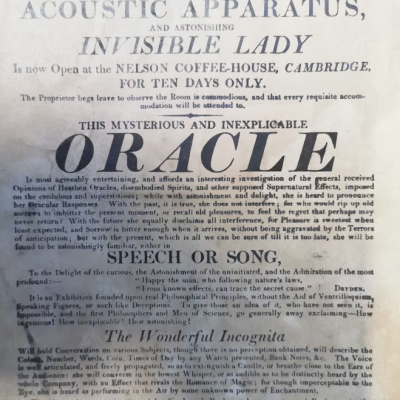 ACOUSTIC APPARATUS,
AND ASTONISHING
INVISIBLE LADY
Is now Open at the NELSON COFFEE-HOUSE, CAMBRIDGE,
FOR TEN DAYS ONLY.
The Proprietor begs leave to observe the Room is commodious, and that every requisite accom-
modation will be attended to.
THIS MYSTERIOUS AND INEXPLICABLE
ORACLE
Is most agreeably entertaining, and affords an interesting investigation of the general received
Opinions of Heathen Oracles, disembodied Spirits, and other supposed Supernatural Effects, imposed
on the credulous and superstitious; while with astonishment and delight, she is heard to pronounce
her Oracular Responses. With the past, it is true, she does not interfere; for who would rip up old
sorrows to imbitter the present moment, or recall old pleasures, to feel the regret that perhaps may
never return? With the future she equally disclaims all interference, for Pleasure is sweetest when
least expected, and Sorrow is bitter enough when it arrives, without being aggravated by the Terrors
of anticipation; but with the present, which is all we can be sure of till it is too late, she will be
found to be astonishingly familiar, either in
SPEECH OR SONG,
To the Delight of the curious, the Astonishment of the uninitiated, and the Admiration of the most
profound:— " Happy the man, who following nature's laws,
"From known effects, can trace the secret cause." DRYDEN.
It is an Exhibition founded upon real Philosophical Principles, without the Aid of Ventriloquism,
Speaking Figures, or such like Deceptions. To give those an idea of it, who have not seen it, is
impossible, and the first Philosophers and Men of Science, go generally away exclaiming—How
ingenious! How inexplicable! How astonishing!
The Wonderful Incognita
Will hold Conversation on various Subjects, though there is no perception obtained, will describe the
Colour, Number, Words, Coin, Times of Day by any Watch presented, Bank Notes, &c. The Voice
is well articulated, and freely propagated, so as to extinguish a Candle, or breathe close to the Ears of
the Audience: she will converse in the lowest Whisper, or so audible as to be distinctly heard by the
whole Company, with an Effect that rivals the Romance of Magic; for though imperceptible to the
Eye, she is heard as performing in the Air by some unknown power of Enchantment.